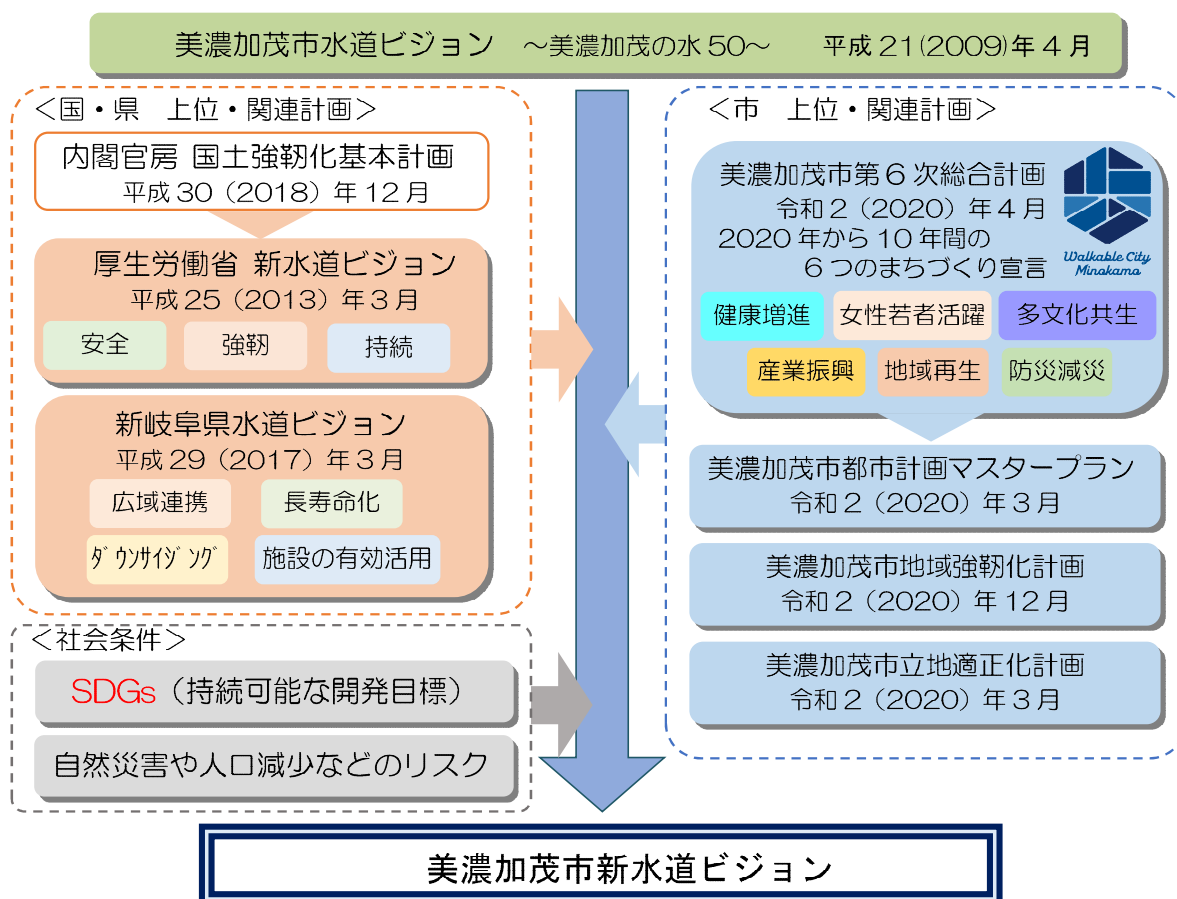 美濃加茂市水道ビジョン ～美濃加茂の水50～ 平成21(2009)年4月
＜国・県 上位・関連計画＞
内閣官房 国土強靭化基本計画
平成30（2018）年12月
厚生労働省 新水道ビジョン
平成25（2013）年3月
安全 強靭 持続
新岐阜県水道ビジョン
平成29（2017）年3月
広域連携 長寿命化
ﾀﾞｳﾝｻｲｼﾞﾝｸﾞ 施設の有効活用
＜社会条件＞
SDGs（持続可能な開発目標）
自然災害や人口減少などのリスク
＜市 上位・関連計画＞
美濃加茂市第6次総合計画
令和2（2020）年4月
2020年から10年間の
6つのまちづくり宣言
Walkable City
Minokamo
健康増進 女性若者活躍 多文化共生
産業振興 地域再生 防災減災
美濃加茂市都市計画マスタープラン
令和2（2020）年3月
美濃加茂市地域強靭化計画
令和2（2020）年12月
美濃加茂市立地適正化計画
令和2（2020）年3月
美濃加茂市新水道ビジョン